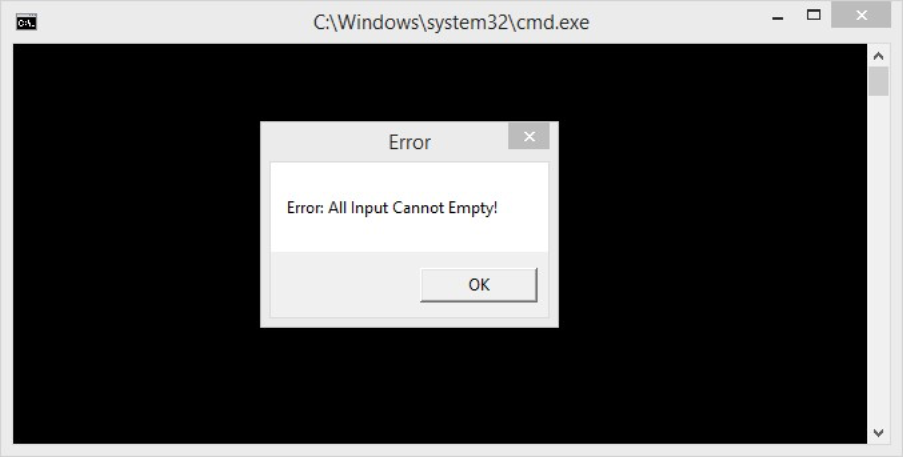 C:\Windows\system32\cmd.exe
Error
Error: All Input Cannot Empty!
OK